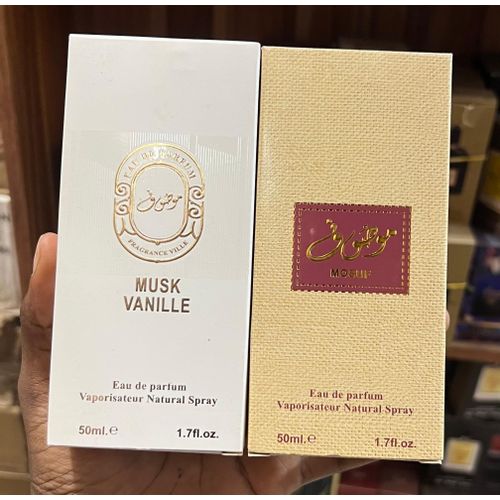 EAU DE PARFUM
موصوف
FRAGRANCE VILLE
MUSK
VANILLE
Eau de parfum
Vaporisateur Natural Spray
50ml.e 1.7fl.oz.
موصوف
MOSUF
Eau de parfum
Vaporisateur Natural Spray
50ml.e 1.7fl.oz.